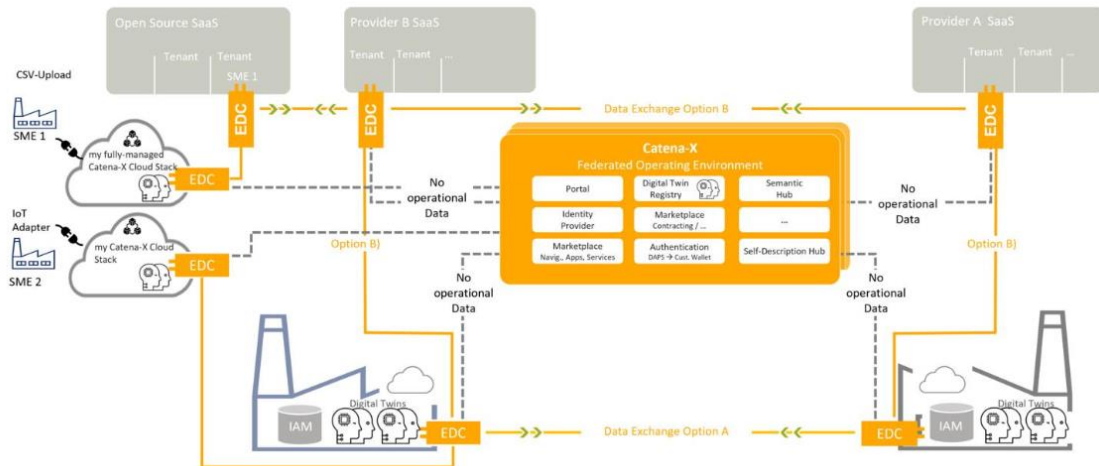 Open Source SaaS
Tenant
Tenant
SME 1
Provider B SaaS
Tenant
Tenant
...
Provider A SaaS
Tenant
Tenant
...
CSV-Upload
SME 1
EDC
EDC
Data Exchange Option B
EDC
my fully-managed
Catena-X Cloud Stack
EDC
Catena-X
Federated Operating Environment
Portal
Digital Twin
Registry
Semantic
Hub
Identity
Provider
Marketplace
Contracting / ...
...
Marketplace
Navig., Apps, Services
Authentication
DAPS → Cust. Wallet
Self-Description Hub
No
operational
Data
No
operational
Data
IoT
Adapter
my Catena-X Cloud
Stack
EDC
SME 2
Option B)
Option B)
No
operational
Data
No
operational
Data
Digital Twins
IAM
EDC
Data Exchange Option A
EDC
Digital Twins
IAM